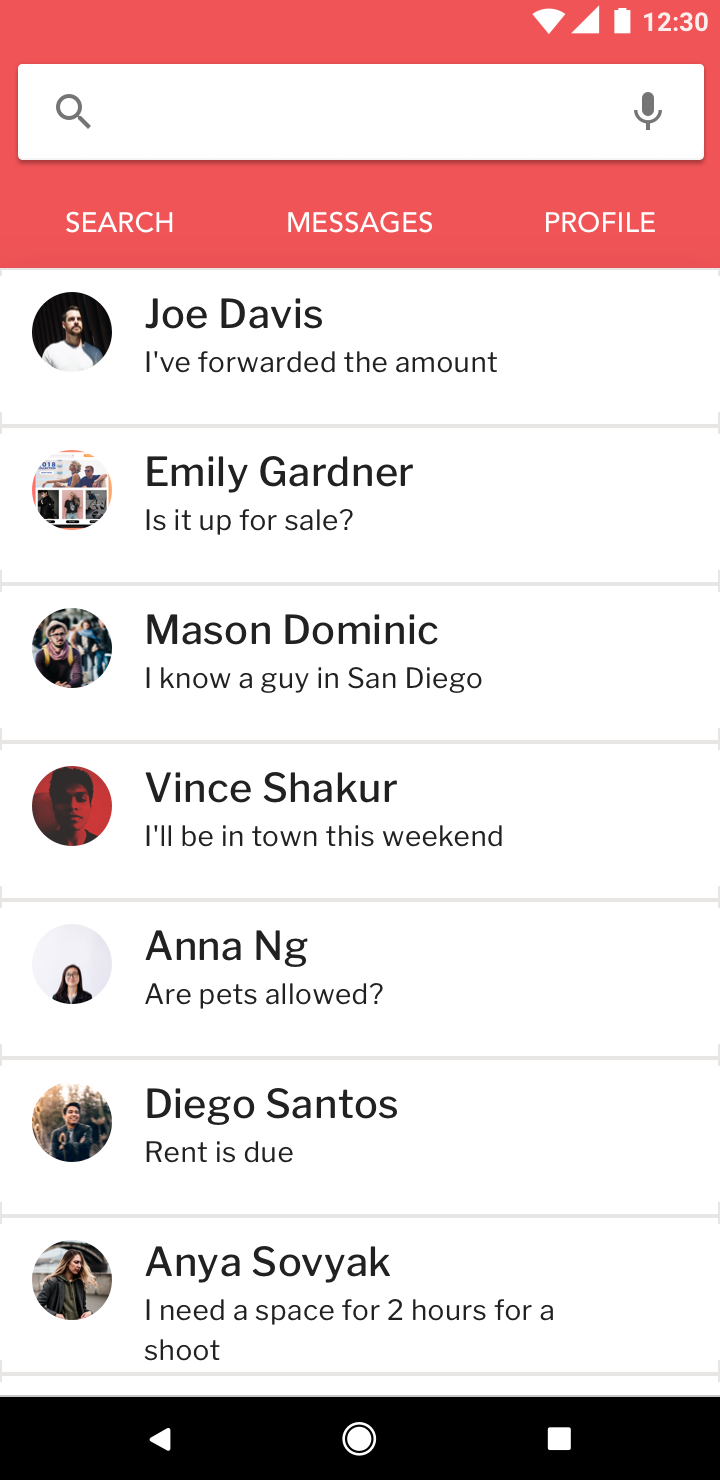 12:30
SEARCH MESSAGES PROFILE
Joe Davis
I've forwarded the amount
018
Emily Gardner
Is it up for sale?
Mason Dominic
I know a guy in San Diego
Vince Shakur
I'll be in town this weekend
Anna Ng
Are pets allowed?
Diego Santos
Rent is due
Anya Sovyak
I need a space for 2 hours for a
shoot